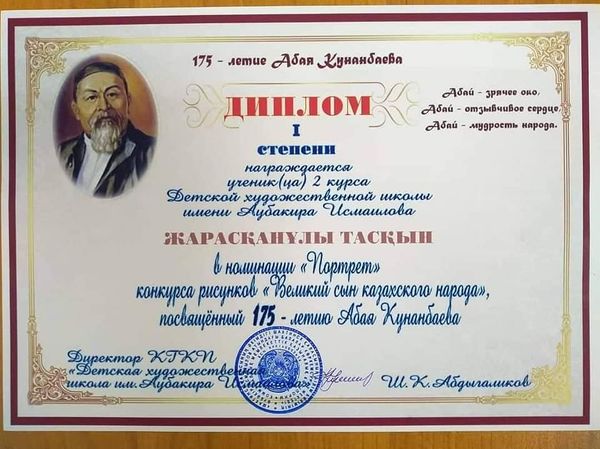 175 - летие Абая Кунанбаева
Абай - зрячее око,
Абай - отзывчивое сердце,
Абай - мудрость народа.
ДИПЛОМ
I
степени
награждается
ученик(ца) 2 курса
Детской художественной школы
имени Аубакира Исмаилова
ЖАРАСҚАНҰЛЫ ТАСҚЫН
в номинации «Портрет»
конкурса рисунков «Великий сын казахского народа»,
посвящённый 175 - летию Абая Кунанбаева
Директор КГКП
«Детская художественная
школа им.Аубакира Исмаилова»
Ш.К.Абдыгаликов